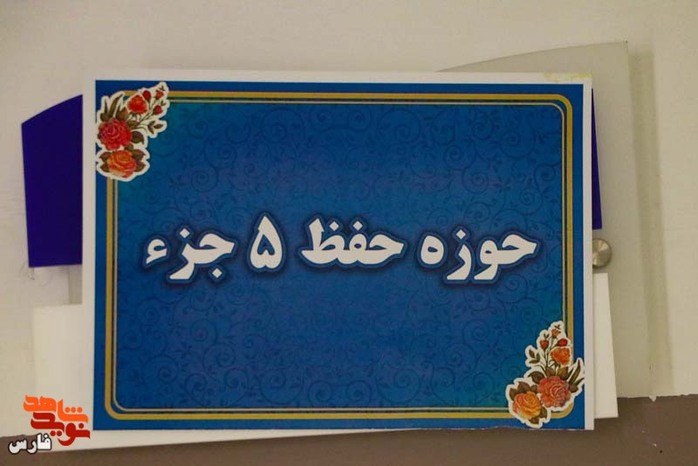 حوزه حفظ ۵ جزء
نوید شاهد
فارس